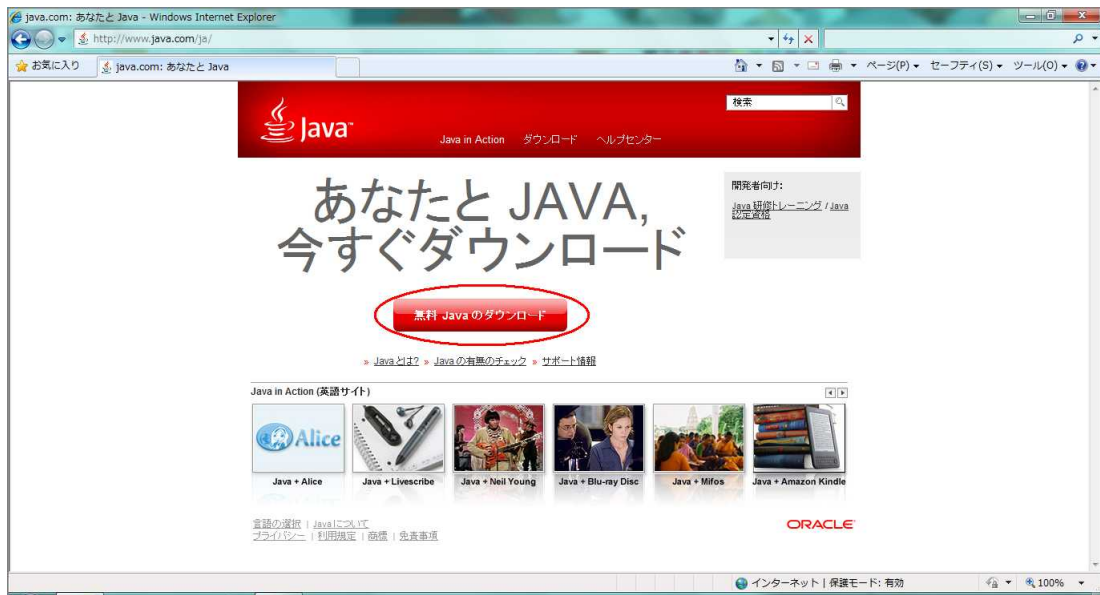 java.com: あなたと Java - Windows Internet Explorer
http://www.java.com/ja/
お気に入り
java.com: あなたと Java
ページ(P)
セーフティ(S)
ツール(O)
Java™
検索
Java in Action ダウンロード ヘルプセンター
あなたと JAVA,
今すぐダウンロード
開発者向け:
Java 研修トレーニング / Java
認定資格
無料 Java のダウンロード
» Java とは? » Java の有無のチェック » サポート情報
Java in Action (英語サイト)
Alice
Java + Alice
Java + Livescribe
Java + Neil Young
Java + Blu-ray Disc
Java + Mifos
Java + Amazon Kindle
言語の選択 | Java について
プライバシー | 利用規定 | 商標 | 免責事項
ORACLE
インターネット | 保護モード: 有効
100%